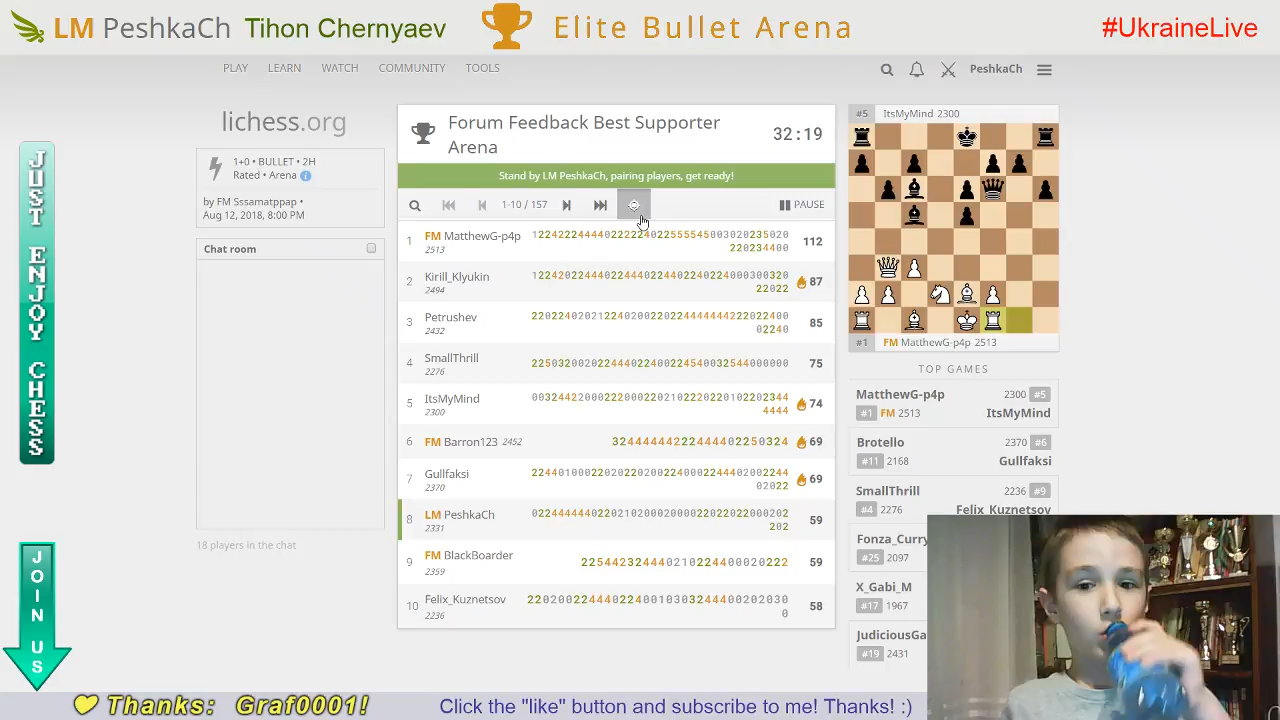 LM PeshkaCh Tihon Chernyaev
Elite Bullet Arena
#UkraineLive
PLAY LEARN WATCH COMMUNITY TOOLS
PeshkaCh
lichess.org
1+0 • BULLET • 2H
Rated • Arena
by FM Sssamatppap
Aug 12, 2018, 8:00 PM
Chat room
18 players in the chat
JUST ENJOY CHESS
JOIN US
Forum Feedback Best Supporter
Arena
32:19
Stand by LM PeshkaCh, pairing players, get ready!
1-10 / 157
PAUSE
1 FM MatthewG-p4p 2513 112
2 Kirill_Klyukin 2494 87
3 Petrushev 2432 85
4 SmallThrill 2276 75
5 ItsMyMind 2300 74
6 FM Barron123 2452 32444444422444402250324 69
7 Gullfaksi 2370 69
8 LM PeshkaCh 2331 59
9 FM BlackBoarder 2359 59
10 Felix_Kuznetsov 2236 58
#5 ItsMyMind 2300
#1 FM MatthewG-p4p 2513
TOP GAMES
MatthewG-p4p 2300 #5
#1 FM 2513 ItsMyMind
Brotello 2370 #6
#11 2168 Gullfaksi
SmallThrill 2236 #9
#4 2276 Felix_Kuznetsov
Fonza_Curry
#25 2097
X_Gabi_M
#17 1967
JudiciousGa
#19 2431
Thanks: Graf0001!
Click the "like" button and subscribe to me! Thanks! :)